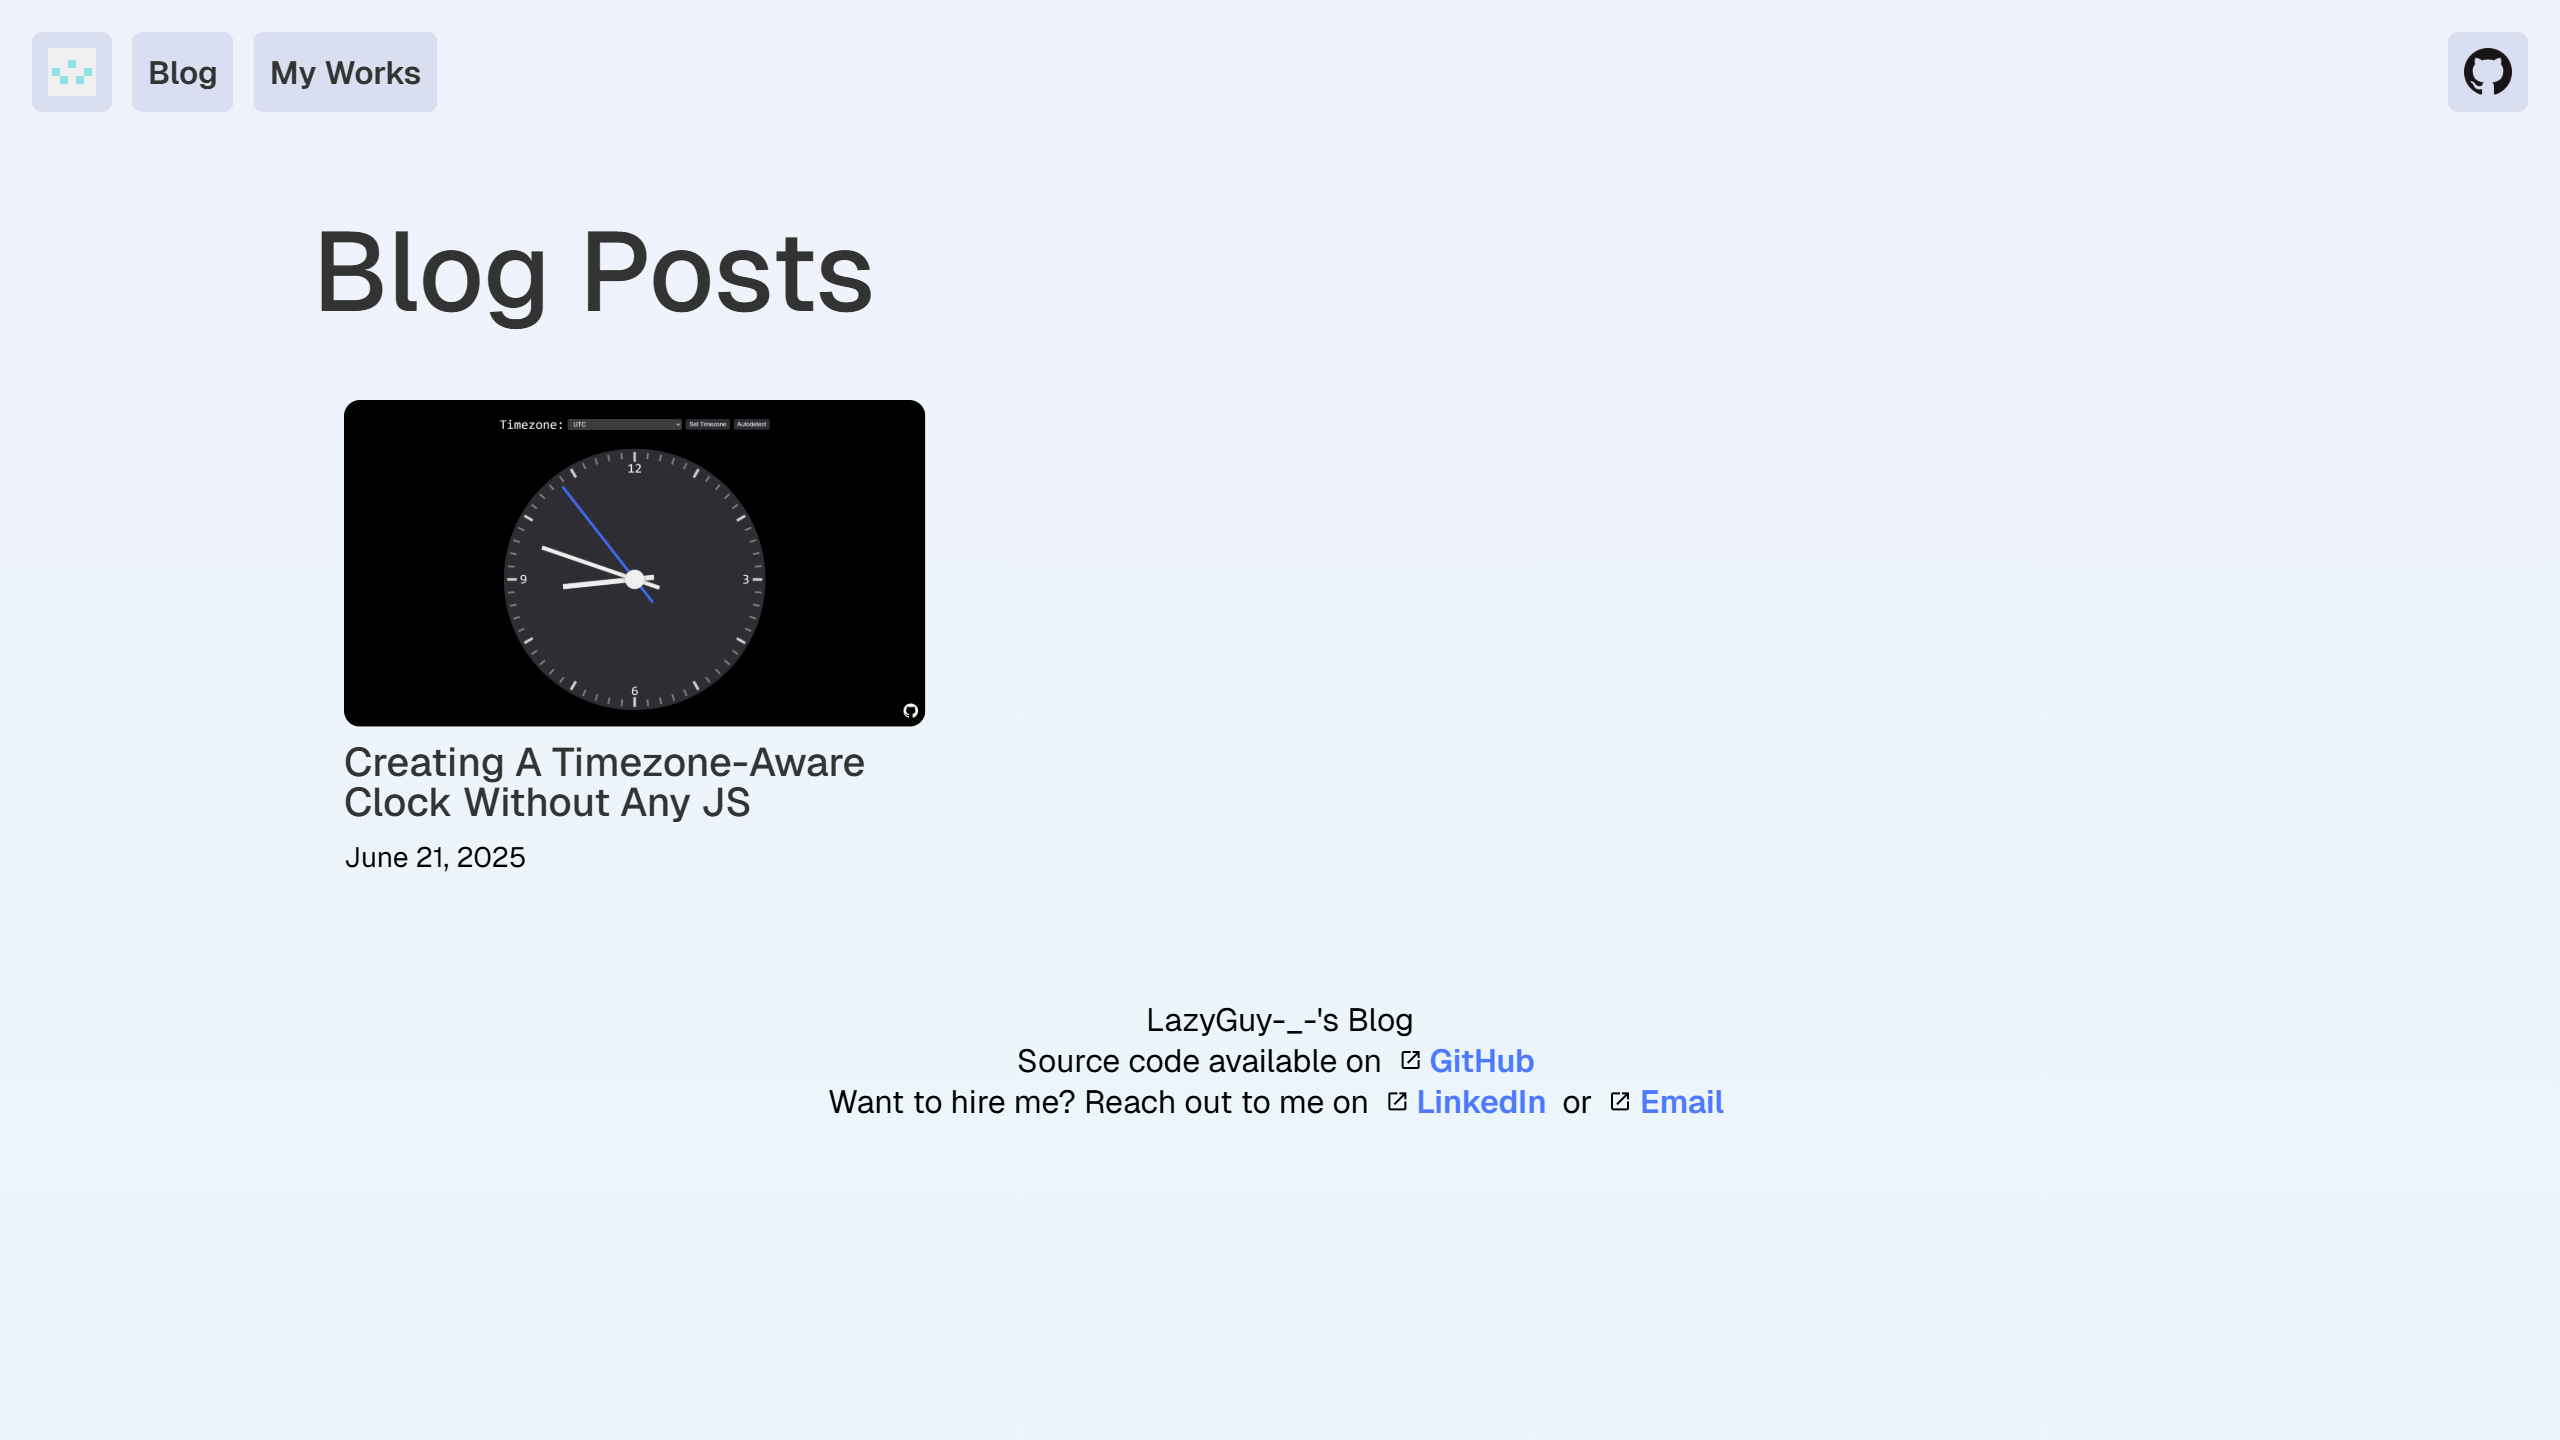 Blog
My Works
Blog Posts
Timezone: UTC Set Timezone Autodetect
12
9
3
6
Creating A Timezone-Aware
Clock Without Any JS
June 21, 2025
LazyGuy-_-'s Blog
Source code available on GitHub
Want to hire me? Reach out to me on LinkedIn or Email